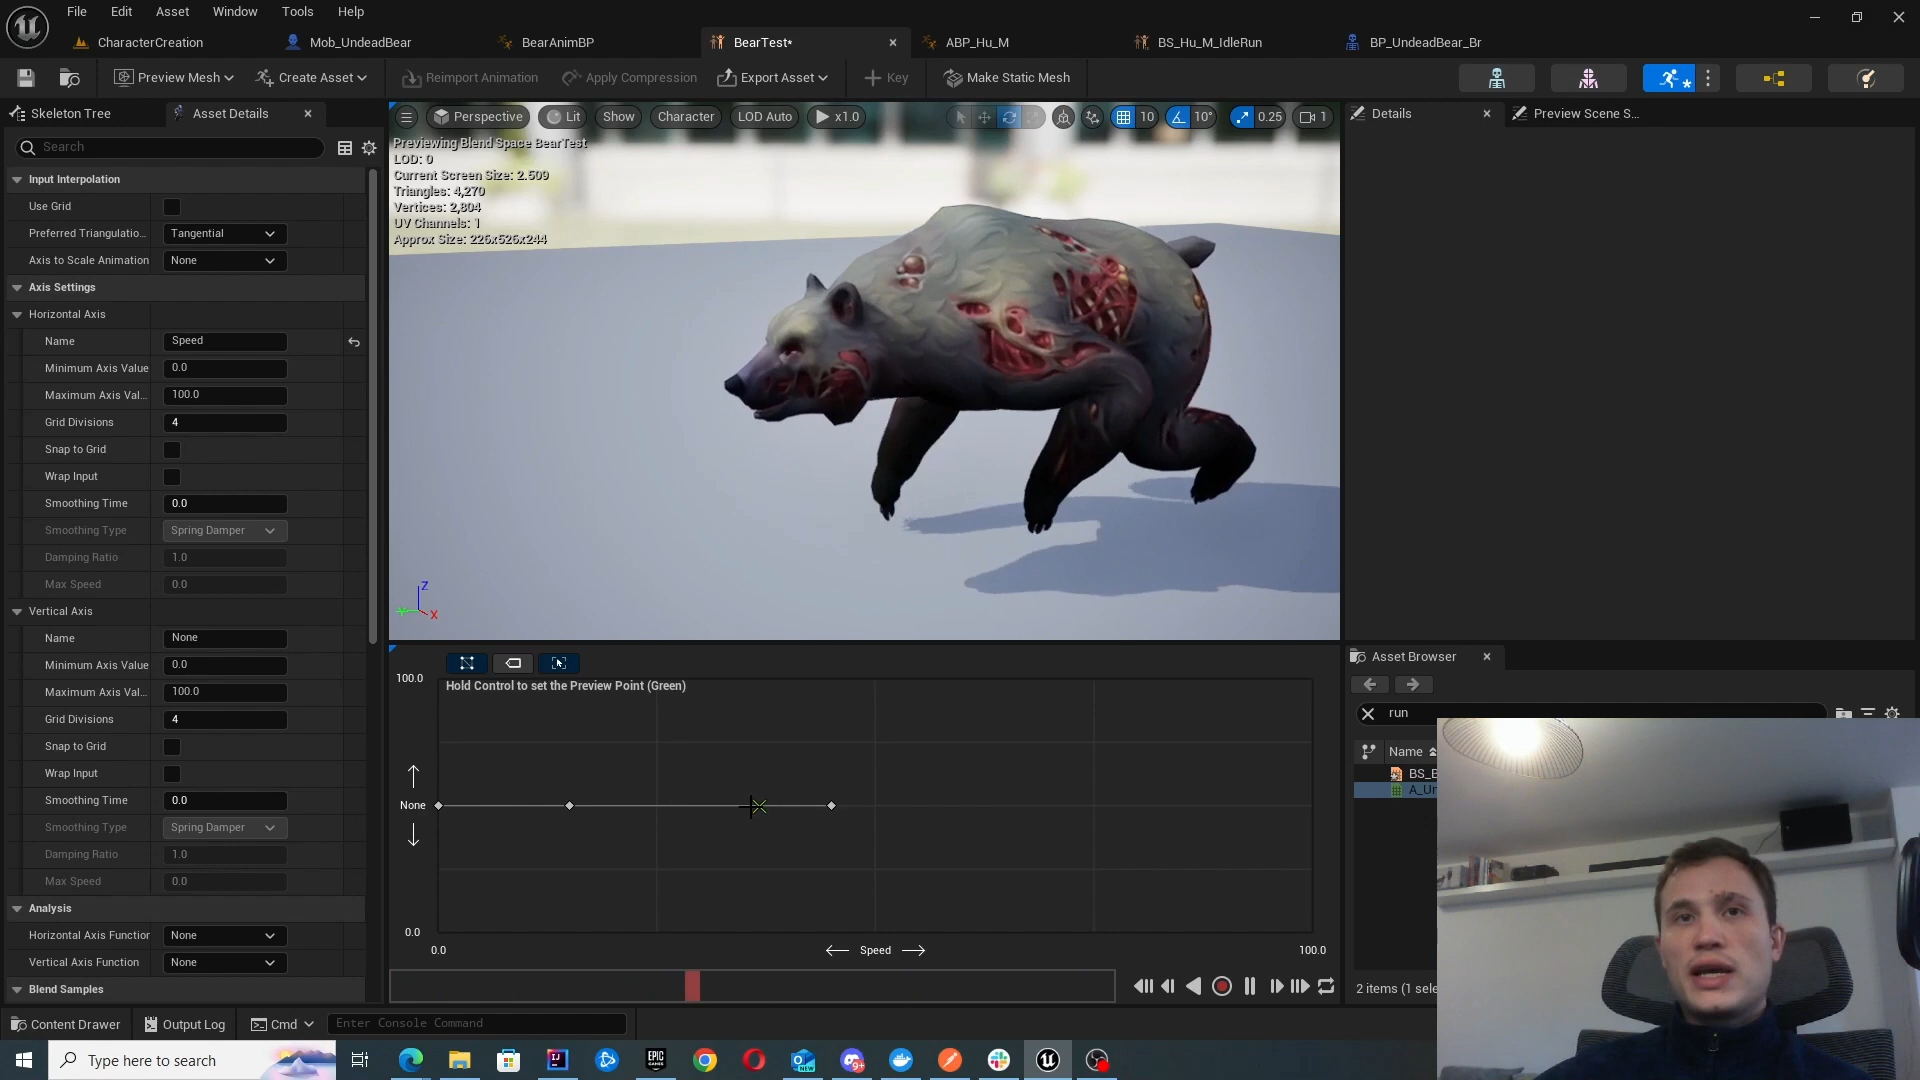 File Edit Asset Window Tools Help
CharacterCreation Mob_UndeadBear BearAnimBP BearTest* ABP_Hu_M BS_Hu_M_IdleRun BP_UndeadBear_Br
Preview Mesh Create Asset Reimport Animation Apply Compression Export Asset Key Make Static Mesh
Skeleton Tree Asset Details
Search
Input Interpolation
Use Grid
Preferred Triangulatio... Tangential
Axis to Scale Animation None
Axis Settings
Horizontal Axis
Name Speed
Minimum Axis Value 0.0
Maximum Axis Val... 100.0
Grid Divisions 4
Snap to Grid
Wrap Input
Smoothing Time 0.0
Smoothing Type Spring Damper
Damping Ratio 1.0
Max Speed 0.0
Vertical Axis
Name None
Minimum Axis Value 0.0
Maximum Axis Val... 100.0
Grid Divisions 4
Snap to Grid
Wrap Input
Smoothing Time 0.0
Smoothing Type Spring Damper
Damping Ratio 1.0
Max Speed 0.0
Analysis
Horizontal Axis Function None
Vertical Axis Function None
Blend Samples
Perspective Lit Show Character LOD Auto x1.0 10 10° 0.25 1
Previewing Blend Space BearTest
LOD: 0
Current Screen Size: 2.509
Triangles: 4,270
Vertices: 2,804
UV Channels: 1
Approx Size: 226x526x244
Z
X
100.0
Hold Control to set the Preview Point (Green)
None
0.0
0.0 Speed 100.0
Details Preview Scene S...
Asset Browser
run
Name
BS_B
A_Un
2 items (1 sele
Content Drawer Output Log Cmd Enter Console Command
Type here to search
EPIC
GAMES
NEW
9+